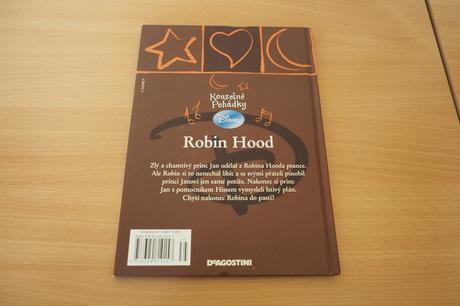 Kouzelné
Pohádky
Disney
Robin Hood
Zlý a chamtivý princ Jan udělal z Robina Hooda psance.
Ale Robin si to nenechal líbit a se svými přáteli působil
princi Janovi jen samé potíže. Nakonec si princ
Jan s pomocníkem Hissem vymysleli lstivý plán.
Chytí nakonec Robina do pasti?
DeAGOSTINI